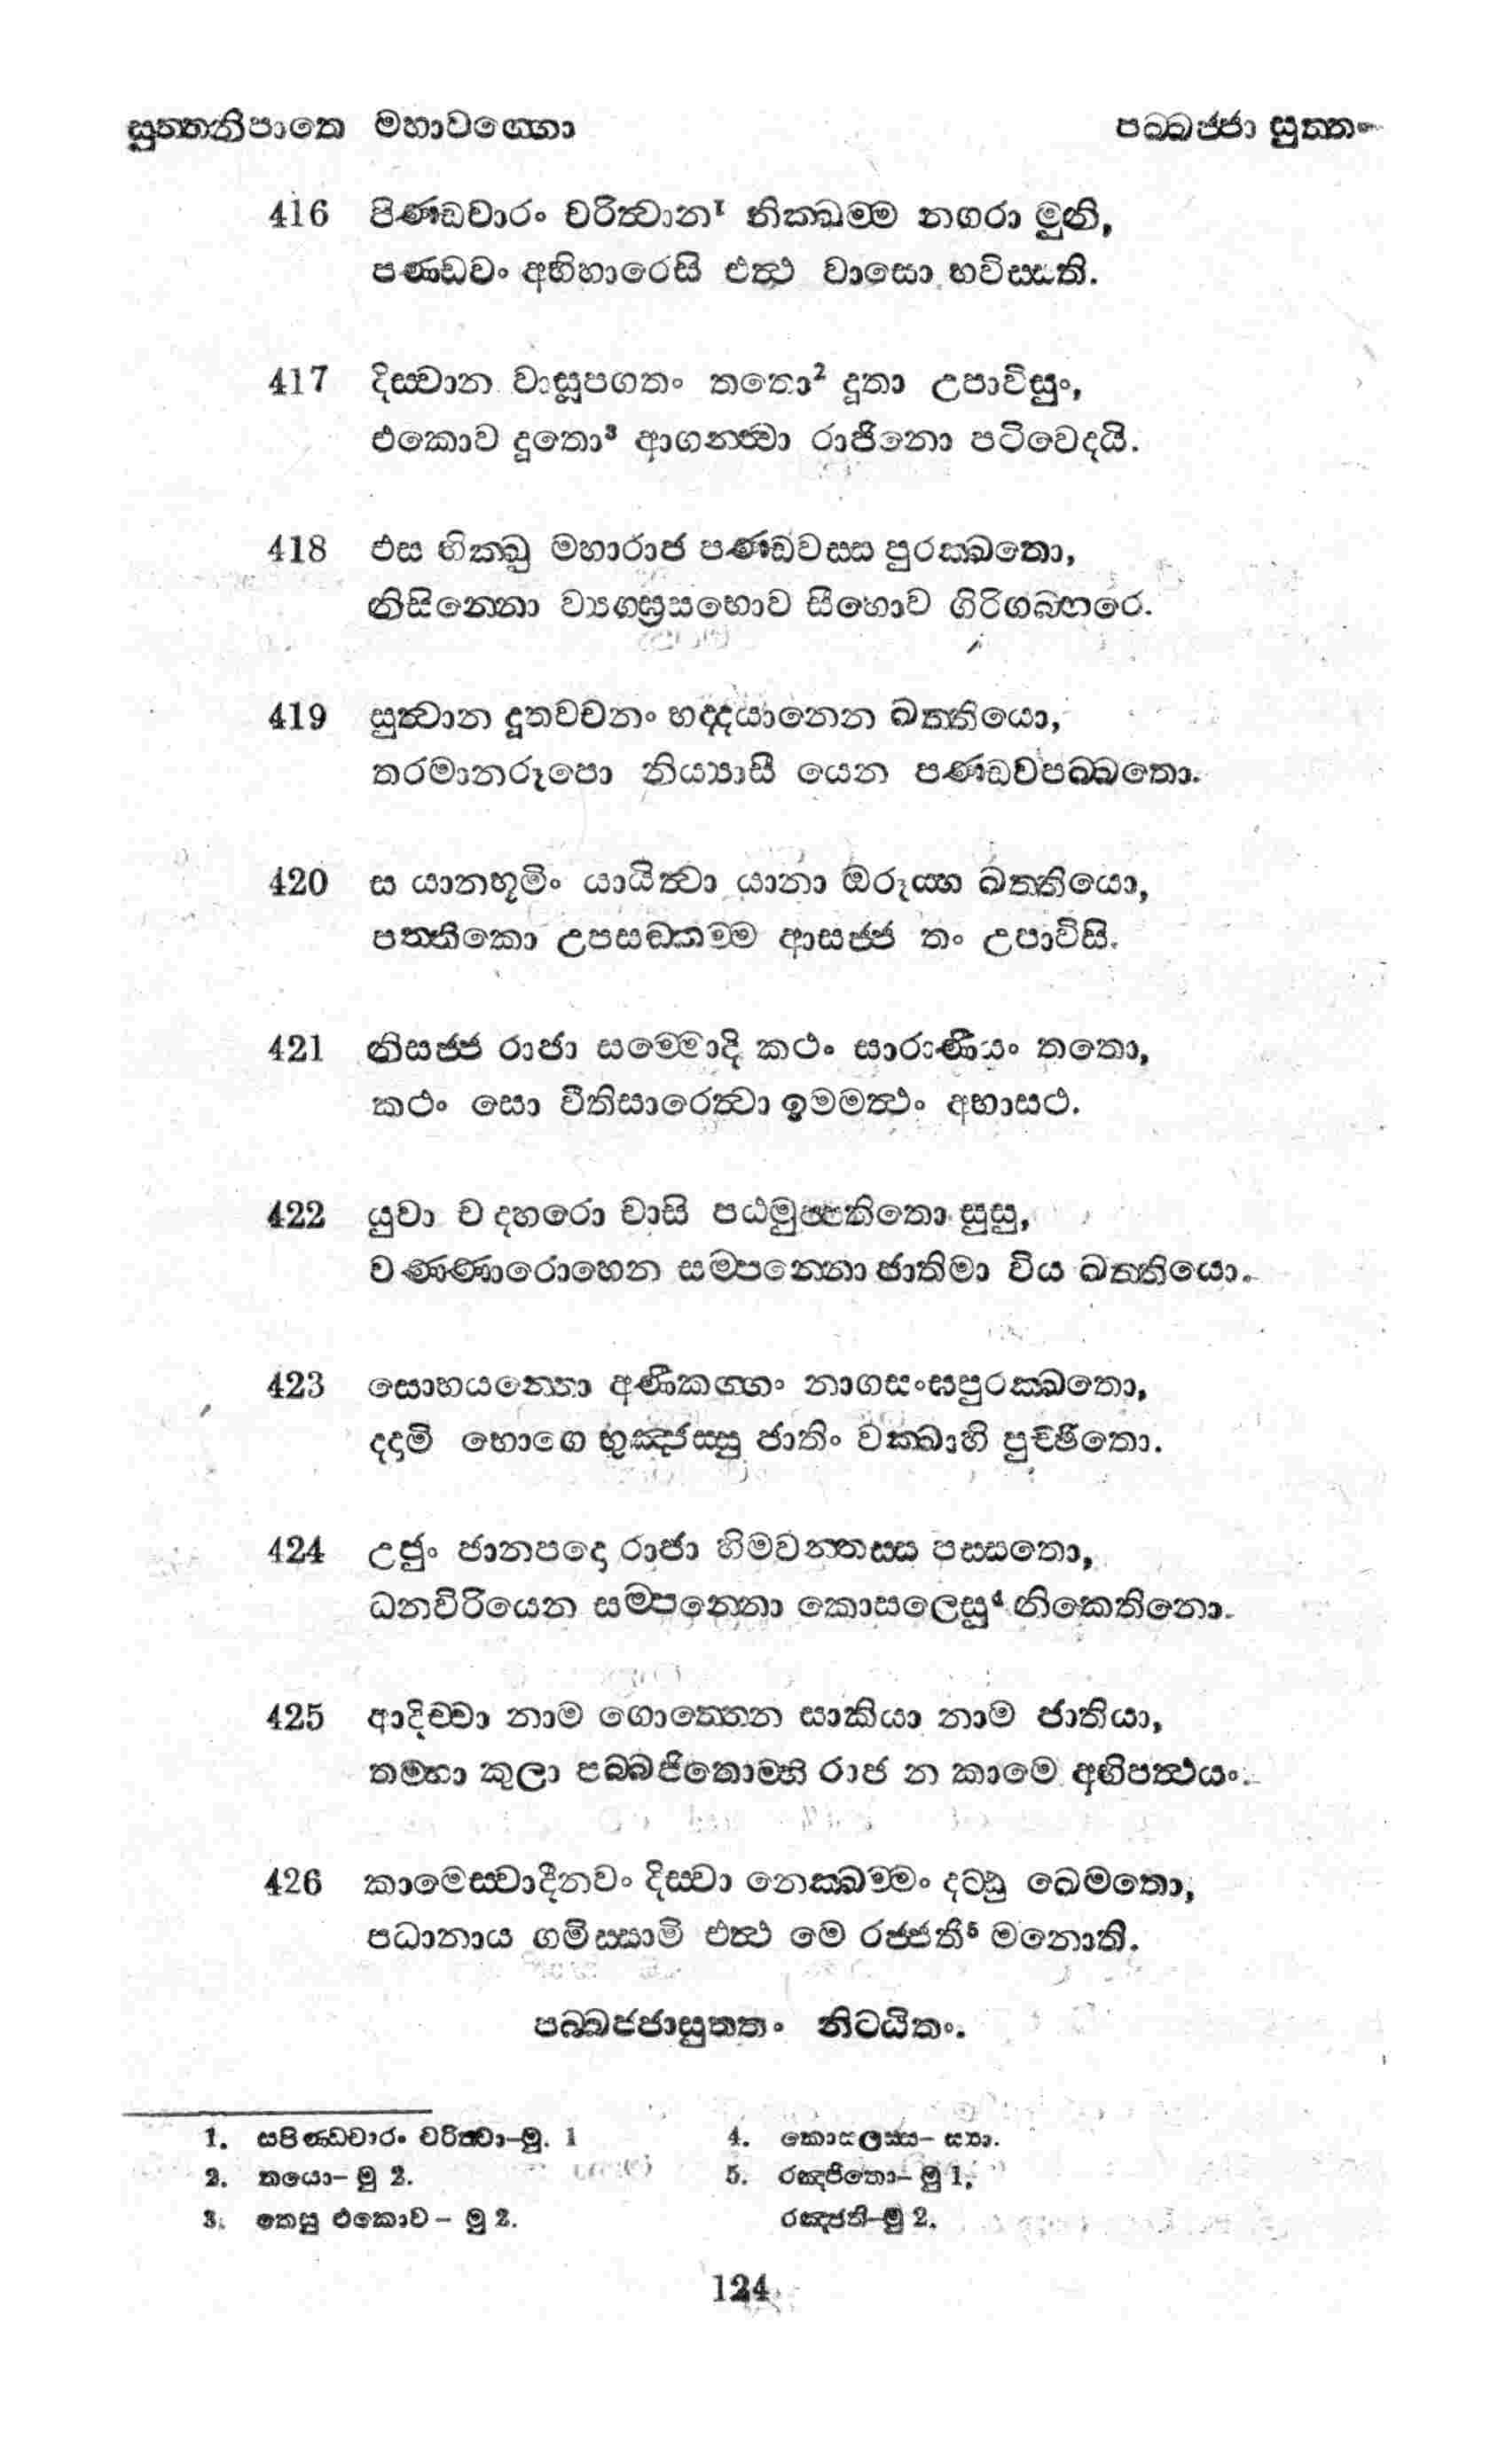 සුත්තනිපාතෙ මහාවග්ගො පබ්බජ්ජා සුත්තං
416 පිණ්ඩචාරං චරිත්වාන¹ නික්ඛම්ම නගරා මුනි,
පණ්ඩවං අභිහාරෙසි එත්ථ වාසො භවිස්සති.
417 දිස්වාන වාසූපගතං තතො² දූතා උපාවිසුං,
එකොව දූතො³ ආගන්ත්වා රාජිනො පටිවෙදයි.
418 එස භික්ඛු මහාරාජ පණ්ඩවස්ස පුරක්ඛතො,
නිසින්නො ව්‍යග්ඝුසභොව සීහොව ගිරිගබ්භරෙ.
419 සුත්වාන දූතවචනං භද්දයානෙන ඛත්තියො,
තරමානරූපො නිය්‍යාසී යෙන පණ්ඩවපබ්බතො.
420 ස යානභූමිං යායිත්වා යානා ඔරුය්හ ඛත්තියො,
පත්තිකො උපසඞ්කම්ම ආසජ්ජ තං උපාවිසි.
421 නිසජ්ජ රාජා සම්මොදි කථං සාරාණීයං තතො,
කථං සො වීතිසාරෙත්වා ඉමමත්ථං අභාසථ.
422 යුවා ච දහරො චාසි පඨමුප්පතිතො සුසු,
වණ්ණාරොහෙන සම්පන්නො ජාතිමා විය ඛත්තියො.
423 සොභයන්තො අණීකග්ගං නාගසංඝපුරක්ඛතො,
දදාමි භොගෙ භුඤ්ජස්සු ජාතිං වක්ඛාහි පුච්ඡිතො.
424 උජුං ජානපදො රාජා හිමවන්තස්ස පස්සතො,
ධනවිරියෙන සම්පන්නො කොසලෙසු⁴ නිකෙතිනො.
425 ආදිච්චා නාම ගොත්තෙන සාකියා නාම ජාතියා,
තම්හා කුලා පබ්බජිතොම්හි රාජ න කාමෙ අභිපත්ථයං.
426 කාමෙස්වාදීනවං දිස්වා නෙක්ඛම්මං දට්ඨු ඛෙමතො,
පධානාය ගමිස්සාමි එත්ථ මෙ රජ්ජතී⁵ මනොති.
පබ්බජ්ජාසුත්තං නිට්ඨිතං.
1. සපිණ්ඩචාරං චරිත්වා-මු. 1
2. තයො- මු 2.
3. තෙසු එකොව - මු 2.
4. කොසලස්ස- ස්‍යා.
5. රඤ්ජිතො- මු 1,
රඤ්ජති-මු 2.
124